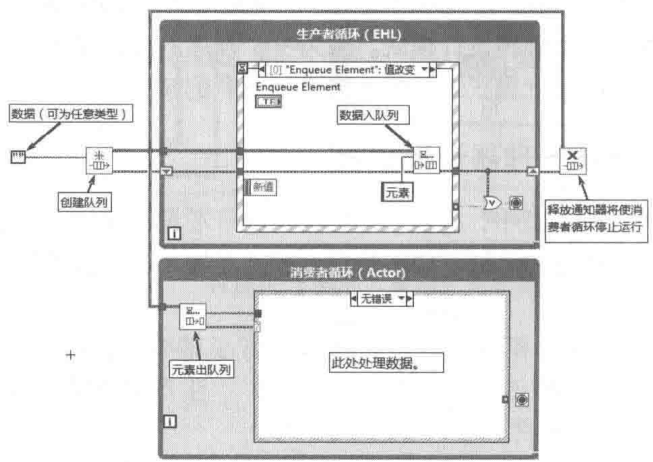 生产者循环（EHL）
[0] "Enqueue Element": 值改变
Enqueue Element
TF
数据（可为任意类型）
数据入队列
创建队列
新值
元素
释放通知器将使消
费者循环停止运行
i
消费者循环（Actor)
无错误
元素出队列
此处处理数据。
i